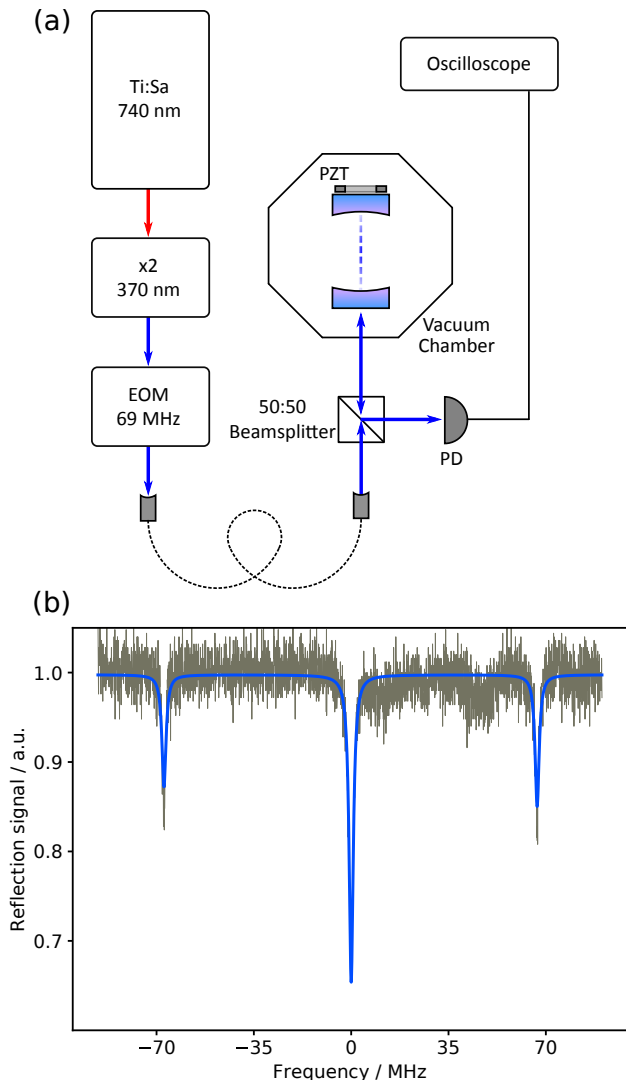 (a)
Ti:Sa
740 nm
Oscilloscope
PZT
x2
370 nm
Vacuum
Chamber
EOM
69 MHz
50:50
Beamsplitter
PD
(b)
1.0
0.9
0.8
0.7
Reflection signal / a.u.
−70
−35
0
35
70
Frequency / MHz